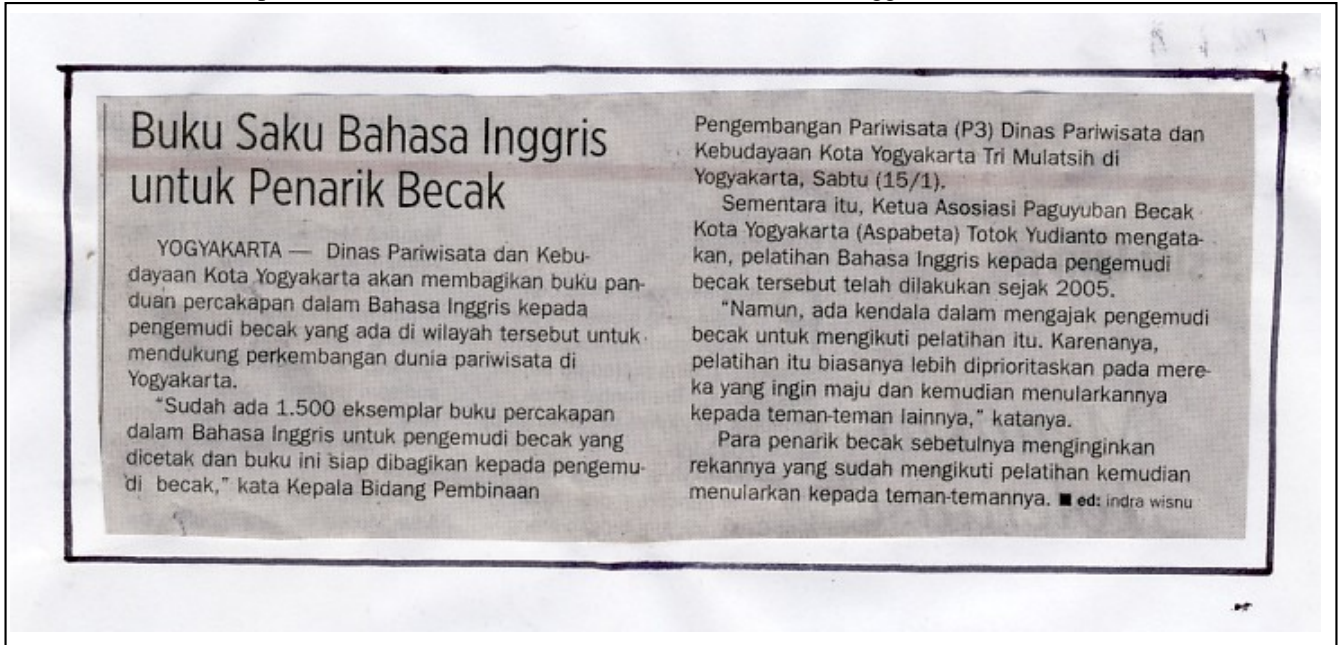 Buku Saku Bahasa Inggris
untuk Penarik Becak
YOGYAKARTA — Dinas Pariwisata dan Kebu-
dayaan Kota Yogyakarta akan membagikan buku pan-
duan percakapan dalam Bahasa Inggris kepada
pengemudi becak yang ada di wilayah tersebut untuk
mendukung perkembangan dunia pariwisata di
Yogyakarta.
“Sudah ada 1.500 eksemplar buku percakapan
dalam Bahasa Inggris untuk pengemudi becak yang
dicetak dan buku ini siap dibagikan kepada pengemu-
di becak,” kata Kepala Bidang Pembinaan
Pengembangan Pariwisata (P3) Dinas Pariwisata dan
Kebudayaan Kota Yogyakarta Tri Mulatsih di
Yogyakarta, Sabtu (15/1).
Sementara itu, Ketua Asosiasi Paguyuban Becak
Kota Yogyakarta (Aspabeta) Totok Yudianto mengata-
kan, pelatihan Bahasa Inggris kepada pengemudi
becak tersebut telah dilakukan sejak 2005.
“Namun, ada kendala dalam mengajak pengemudi
becak untuk mengikuti pelatihan itu. Karenanya,
pelatihan itu biasanya lebih diprioritaskan pada mere-
ka yang ingin maju dan kemudian menularkannya
kepada teman-teman lainnya,” katanya.
Para penarik becak sebetulnya menginginkan
rekannya yang sudah mengikuti pelatihan kemudian
menularkan kepada teman-temannya. ■ ed: indra wisnu